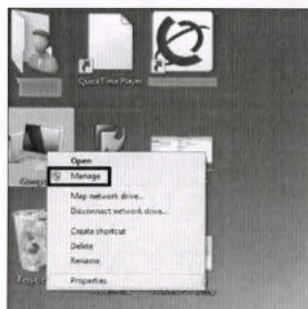 QuickTime Player
Open
Manage
Map network drive...
Disconnect network drive...
Create shortcut
Delete
Rename
Properties